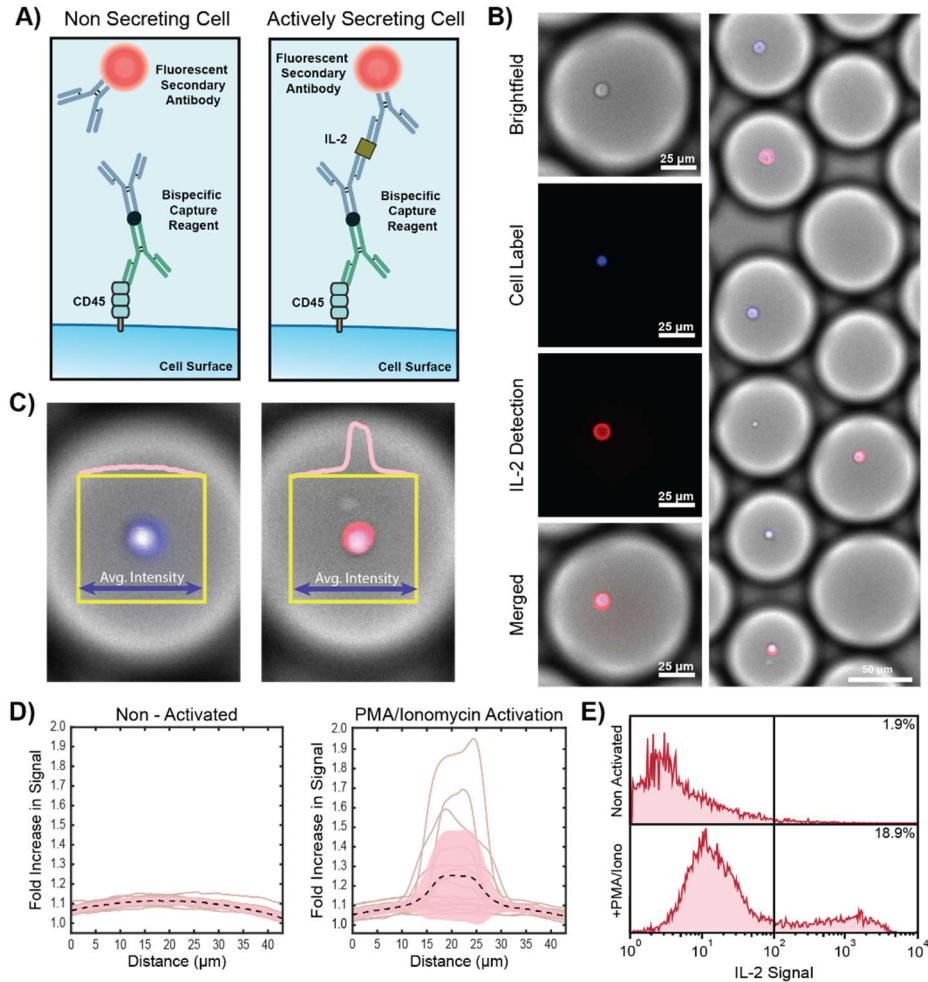 A)
Non Secreting Cell
Fluorescent
Secondary
Antibody
Bispecific
Capture
Reagent
CD45
Cell Surface
Actively Secreting Cell
Fluorescent
Secondary
Antibody
IL-2
Bispecific
Capture
Reagent
CD45
Cell Surface
B)
Brightfield
25 µm
Cell Label
25 µm
IL-2 Detection
25 µm
Merged
25 µm
50 µm
C)
Avg. Intensity
Avg. Intensity
D)
Non - Activated
Fold Increase in Signal
2.0
1.9
1.8
1.7
1.6
1.5
1.4
1.3
1.2
1.1
1.0
0 5 10 15 20 25 30 35 40
Distance (µm)
PMA/Ionomycin Activation
Fold Increase in Signal
2.0
1.9
1.8
1.7
1.6
1.5
1.4
1.3
1.2
1.1
1.0
0 5 10 15 20 25 30 35 40
Distance (µm)
E)
Non Activated
1.9%
+PMA/Iono
18.9%
10⁰ 10¹ 10² 10³ 10⁴
IL-2 Signal